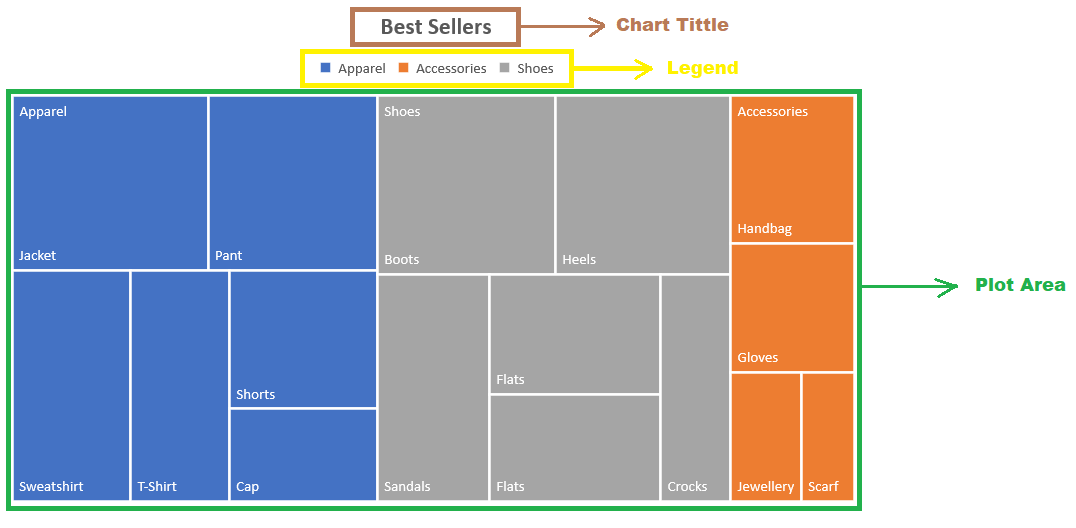 Best Sellers
Chart Tittle
Apparel Accessories Shoes
Legend
Apparel
Shoes
Accessories
Handbag
Jacket
Pant
Boots
Heels
Plot Area
Gloves
Flats
Shorts
Sweatshirt
T-Shirt
Cap
Sandals
Flats
Crocks
Jewellery
Scarf